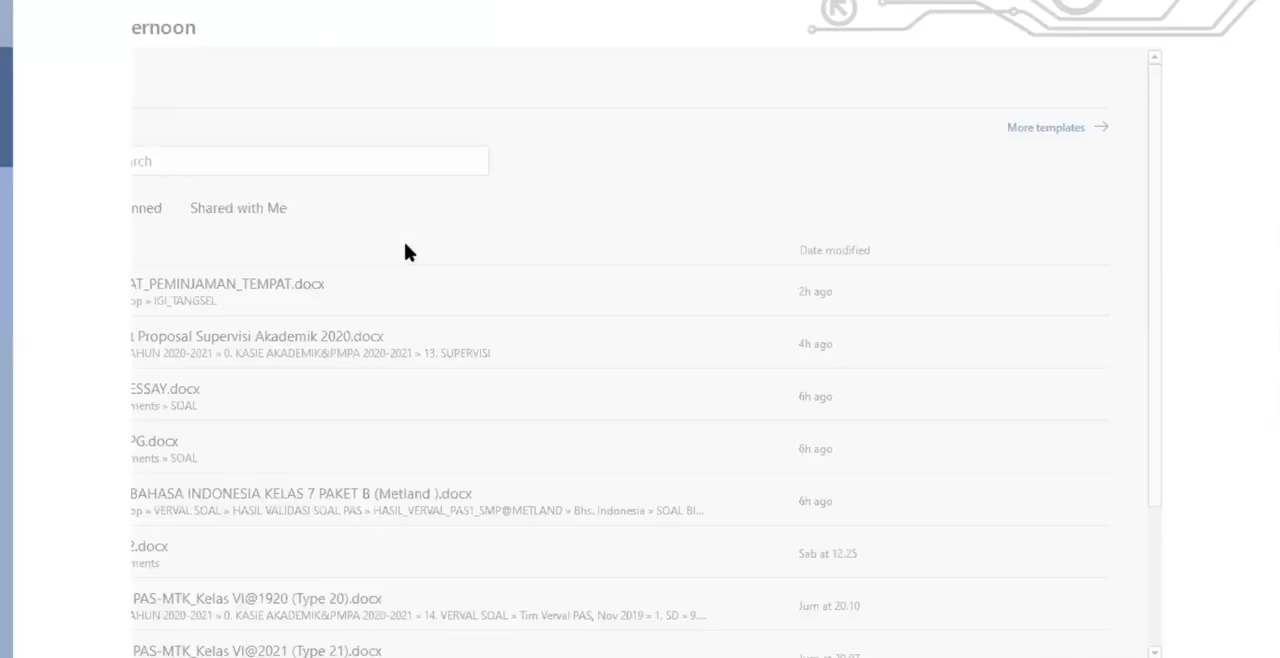 ernoon
More templates
arch
nned Shared with Me
Date modified
AT_PEMINJAMAN_TEMPAT.docx
op » IGI_TANGSEL
2h ago
t Proposal Supervisi Akademik 2020.docx
AHUN 2020-2021 » 0. KASIE AKADEMIK&PMPA 2020-2021 » 13. SUPERVISI
4h ago
ESSAY.docx
ments » SOAL
6h ago
PG.docx
ments » SOAL
6h ago
BAHASA INDONESIA KELAS 7 PAKET B (Metland ).docx
op » VERVAL SOAL » HASIL VALIDASI SOAL PAS » HASIL_VERVAL_PAS1_SMP@METLAND » Bhs. Indonesia » SOAL BI...
6h ago
2.docx
ments
Sab at 12.25
PAS-MTK_Kelas VI@1920 (Type 20).docx
AHUN 2020-2021 » 0. KASIE AKADEMIK&PMPA 2020-2021 » 14. VERVAL SOAL » Tim Verval PAS, Nov 2019 » 1. SD » 9....
Jum at 20.10
PAS-MTK_Kelas VI@2021 (Type 21).docx